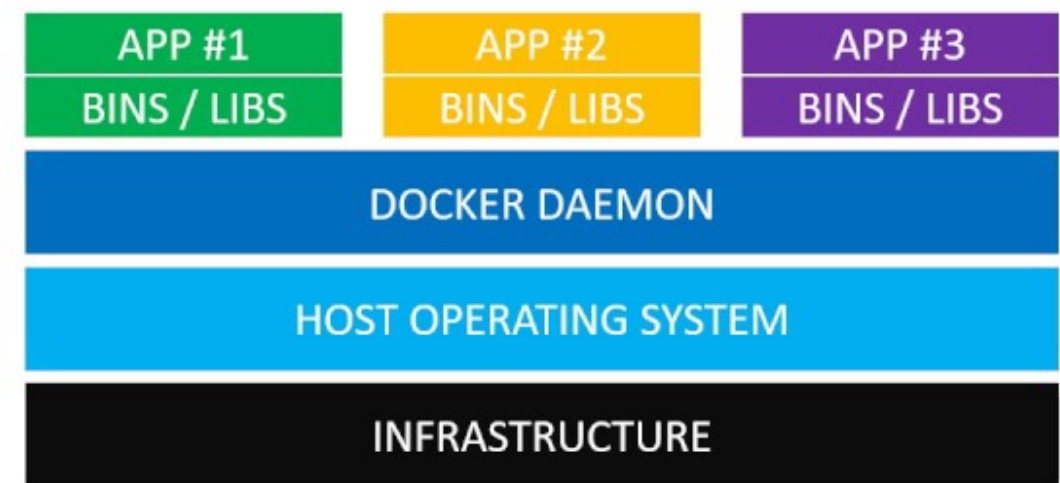 APP #1
BINS / LIBS
APP #2
BINS / LIBS
APP #3
BINS / LIBS
DOCKER DAEMON
HOST OPERATING SYSTEM
INFRASTRUCTURE